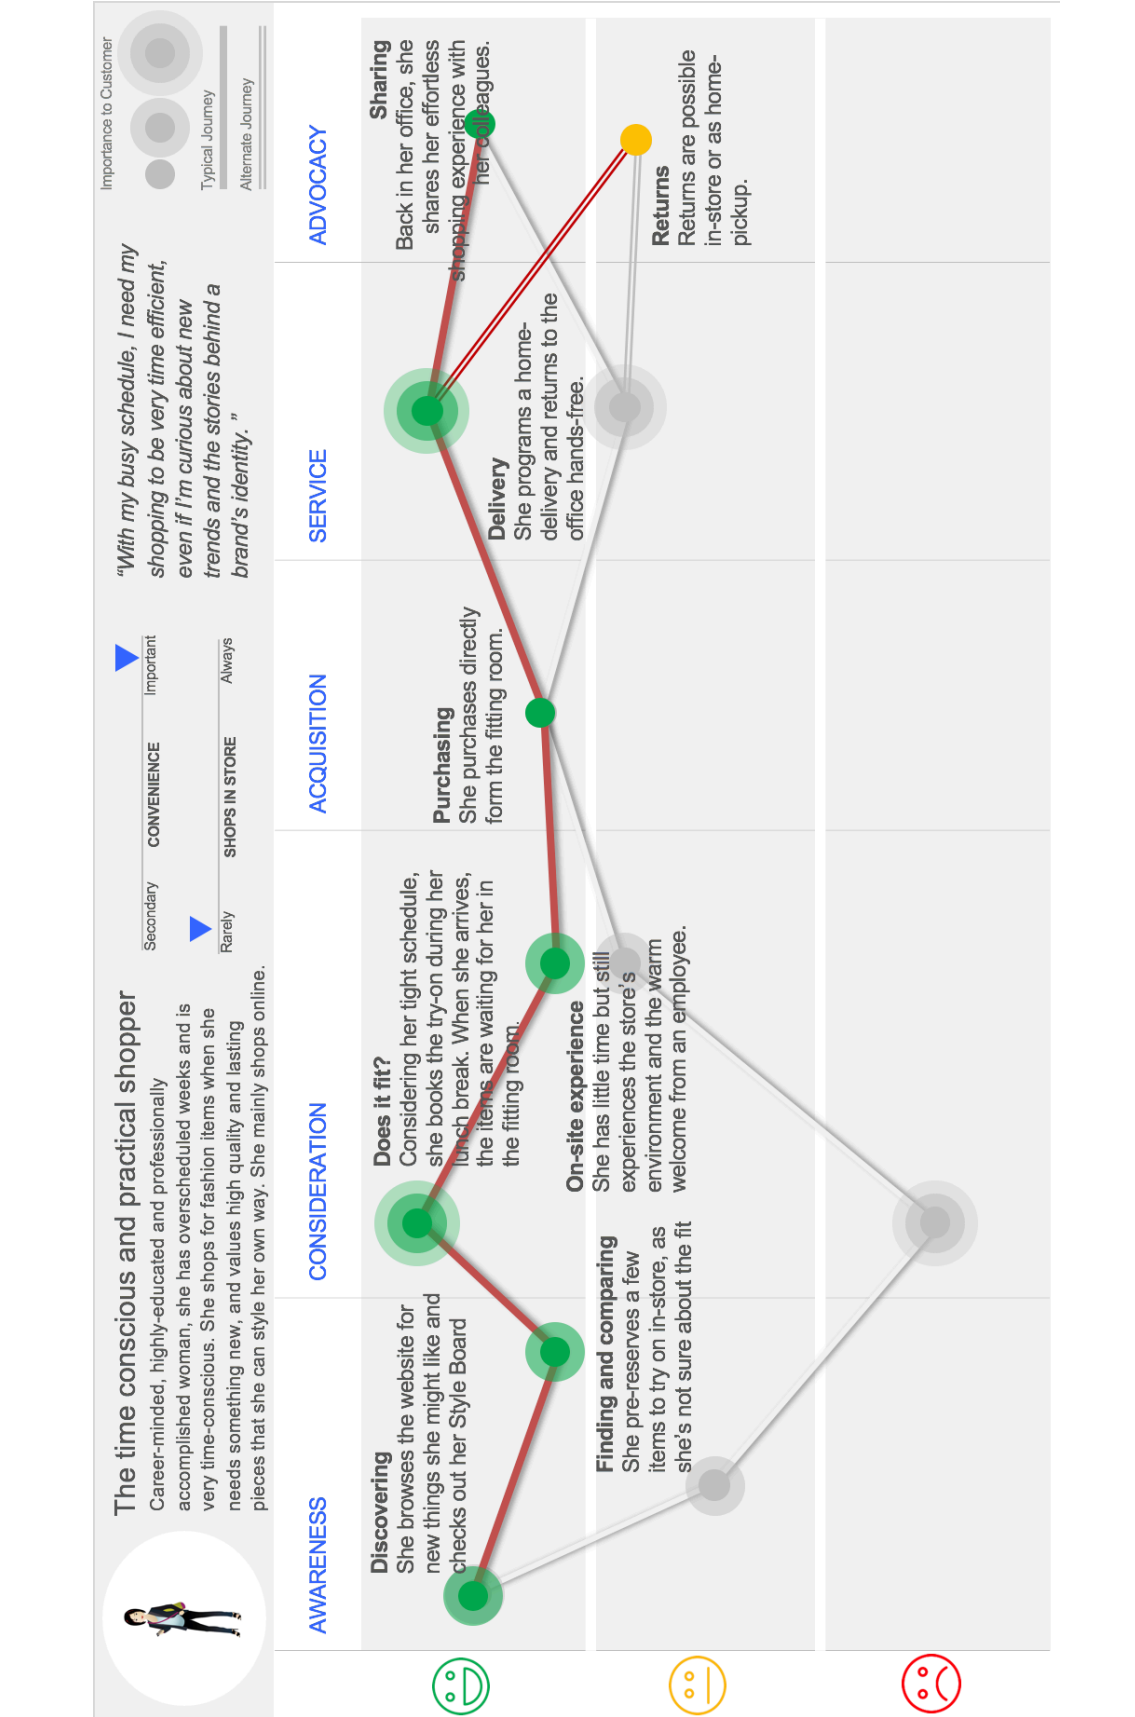 The time conscious and practical shopper
Career-minded, highly-educated and professionally
accomplished woman, she has overscheduled weeks and is
very time-conscious. She shops for fashion items when she
needs something new, and values high quality and lasting
pieces that she can style her own way. She mainly shops online.
Secondary
CONVENIENCE
Important
Rarely
SHOPS IN STORE
Always
“With my busy schedule, I need my
shopping to be very time efficient,
even if I’m curious about new
trends and the stories behind a
brand’s identity. ”
Importance to Customer
Typical Journey
Alternate Journey
AWARENESS
CONSIDERATION
ACQUISITION
SERVICE
ADVOCACY
Discovering
She browses the website for
new things she might like and
checks out her Style Board
Finding and comparing
She pre-reserves a few
items to try on in-store, as
she’s not sure about the fit
Does it fit?
Considering her tight schedule,
she books the try-on during her
lunch break. When she arrives,
the items are waiting for her in
the fitting room.
On-site experience
She has little time but still
experiences the store’s
environment and the warm
welcome from an employee.
Purchasing
She purchases directly
form the fitting room.
Delivery
She programs a home-
delivery and returns to the
office hands-free.
Sharing
Back in her office, she
shares her effortless
shopping experience with
her colleagues.
Returns
Returns are possible
in-store or as home-
pickup.